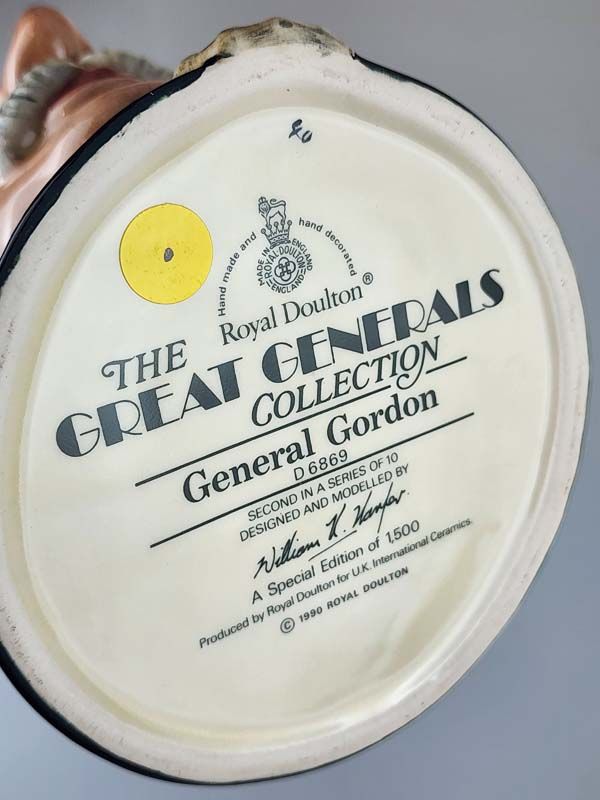 Hand made and hand decorated
MADE IN ENGLAND
ROYAL DOULTON
ENGLAND
Royal Doulton®
THE
GREAT GENERALS
COLLECTION
General Gordon
D 6869
SECOND IN A SERIES OF 10
DESIGNED AND MODELLED BY
William K. Harper.
A Special Edition of 1,500
Produced by Royal Doulton for U.K. International Ceramics.
© 1990 ROYAL DOULTON